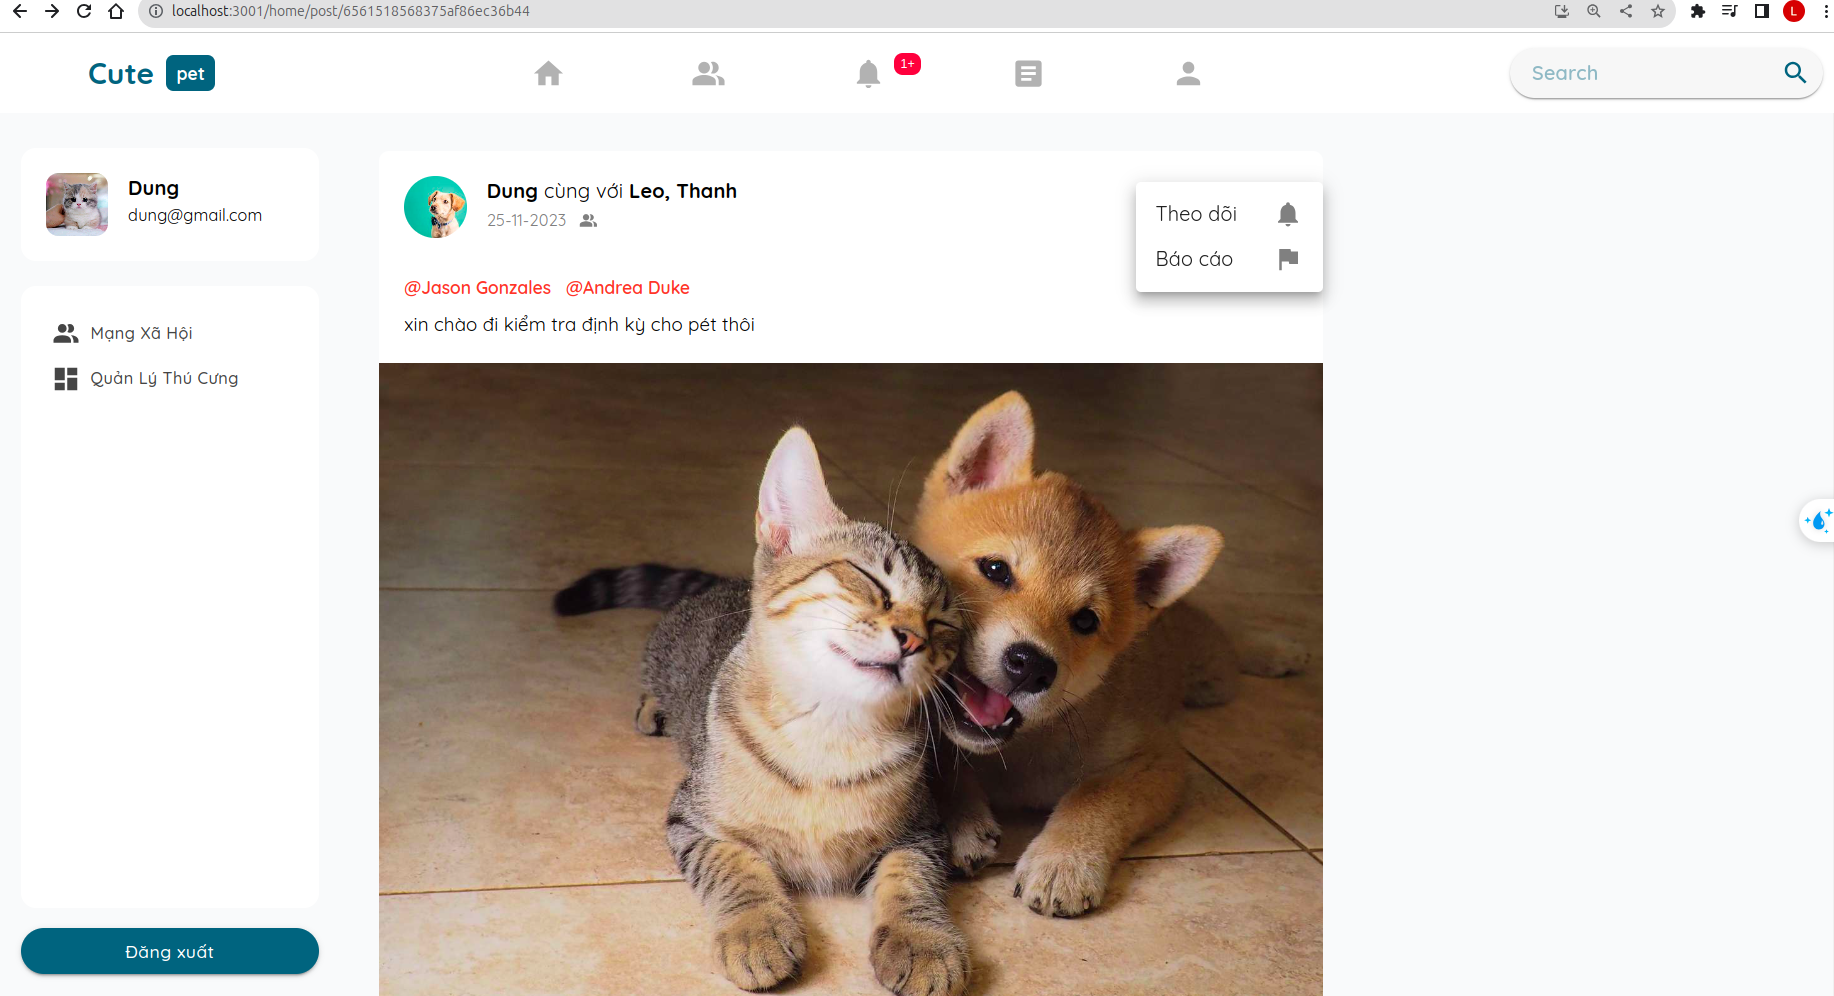 localhost:3001/home/post/6561518568375af86ec36b44
L
Cute pet
1+
Search
Dung
dung@gmail.com
Mạng Xã Hội
Quản Lý Thú Cưng
Đăng xuất
Dung cùng với Leo, Thanh
25-11-2023
Theo dõi
Báo cáo
@Jason Gonzales @Andrea Duke
xin chào đi kiểm tra định kỳ cho pét thôi